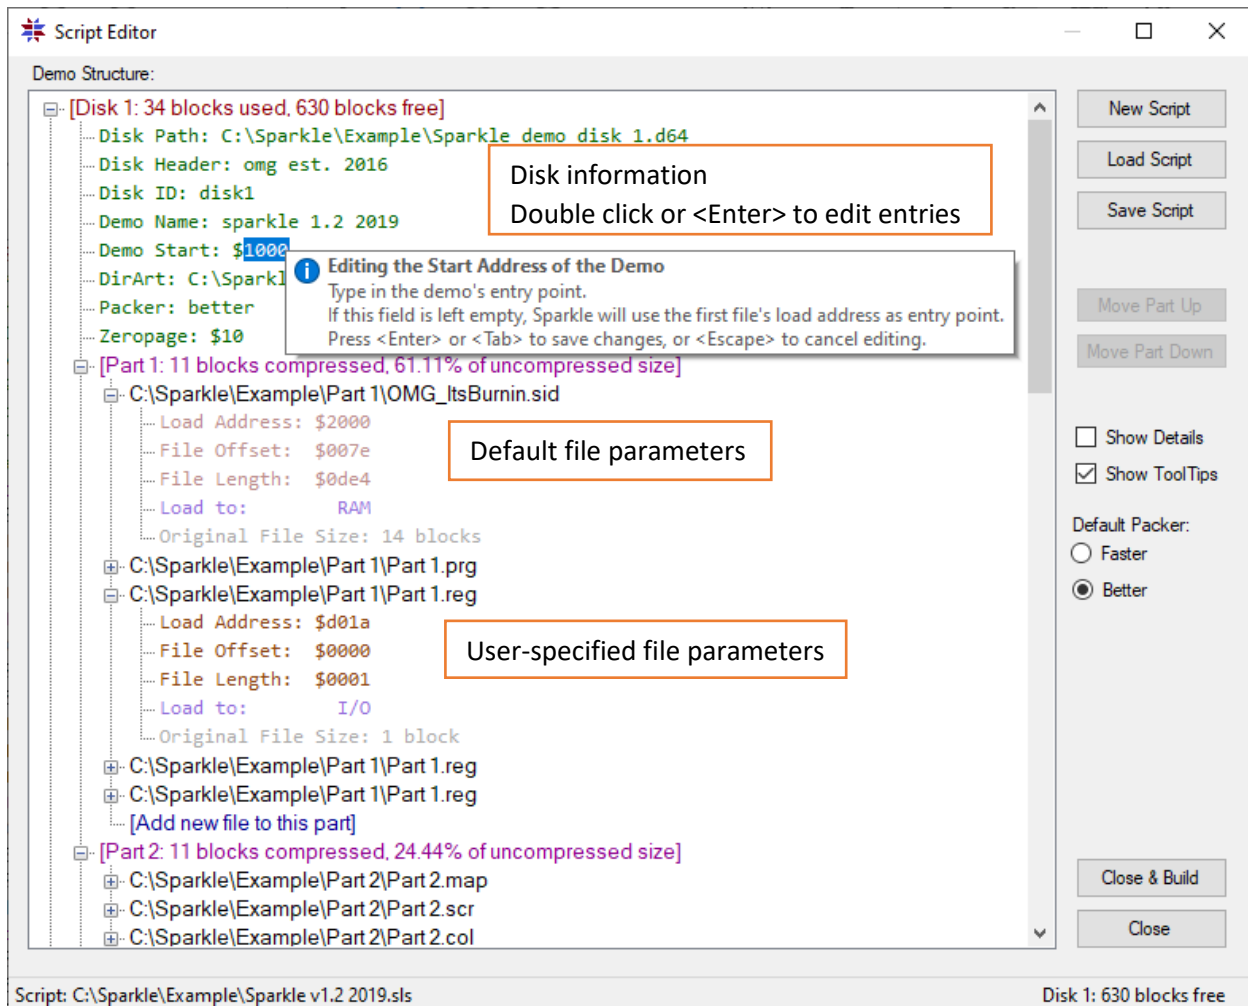 Script Editor
Demo Structure:
[Disk 1: 34 blocks used, 630 blocks free]
Disk Path: C:\Sparkle\Example\Sparkle demo disk 1.d64
Disk Header: omg est. 2016
Disk ID: disk1
Demo Name: sparkle 1.2 2019
Demo Start: $1000
DirArt: C:\Sparkl
Packer: better
Zeropage: $10
Disk information
Double click or <Enter> to edit entries
Editing the Start Address of the Demo
Type in the demo's entry point.
If this field is left empty, Sparkle will use the first file's load address as entry point.
Press <Enter> or <Tab> to save changes, or <Escape> to cancel editing.
[Part 1: 11 blocks compressed, 61.11% of uncompressed size]
C:\Sparkle\Example\Part 1\OMG_ItsBurnin.sid
Load Address: $2000
File Offset: $007e
File Length: $0de4
Load to: RAM
Original File Size: 14 blocks
Default file parameters
C:\Sparkle\Example\Part 1\Part 1.prg
C:\Sparkle\Example\Part 1\Part 1.reg
Load Address: $d01a
File Offset: $0000
File Length: $0001
Load to: I/O
Original File Size: 1 block
User-specified file parameters
C:\Sparkle\Example\Part 1\Part 1.reg
C:\Sparkle\Example\Part 1\Part 1.reg
[Add new file to this part]
[Part 2: 11 blocks compressed, 24.44% of uncompressed size]
C:\Sparkle\Example\Part 2\Part 2.map
C:\Sparkle\Example\Part 2\Part 2.scr
C:\Sparkle\Example\Part 2\Part 2.col
New Script
Load Script
Save Script
Move Part Up
Move Part Down
Show Details
Show ToolTips
Default Packer:
Faster
Better
Close & Build
Close
Script: C:\Sparkle\Example\Sparkle v1.2 2019.sls
Disk 1: 630 blocks free